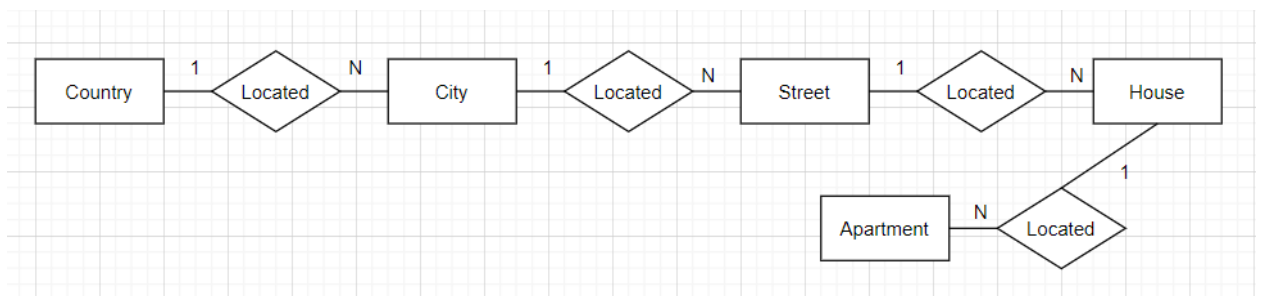 Country
1
Located
N
City
1
Located
N
Street
1
Located
N
House
1
Apartment
N
Located